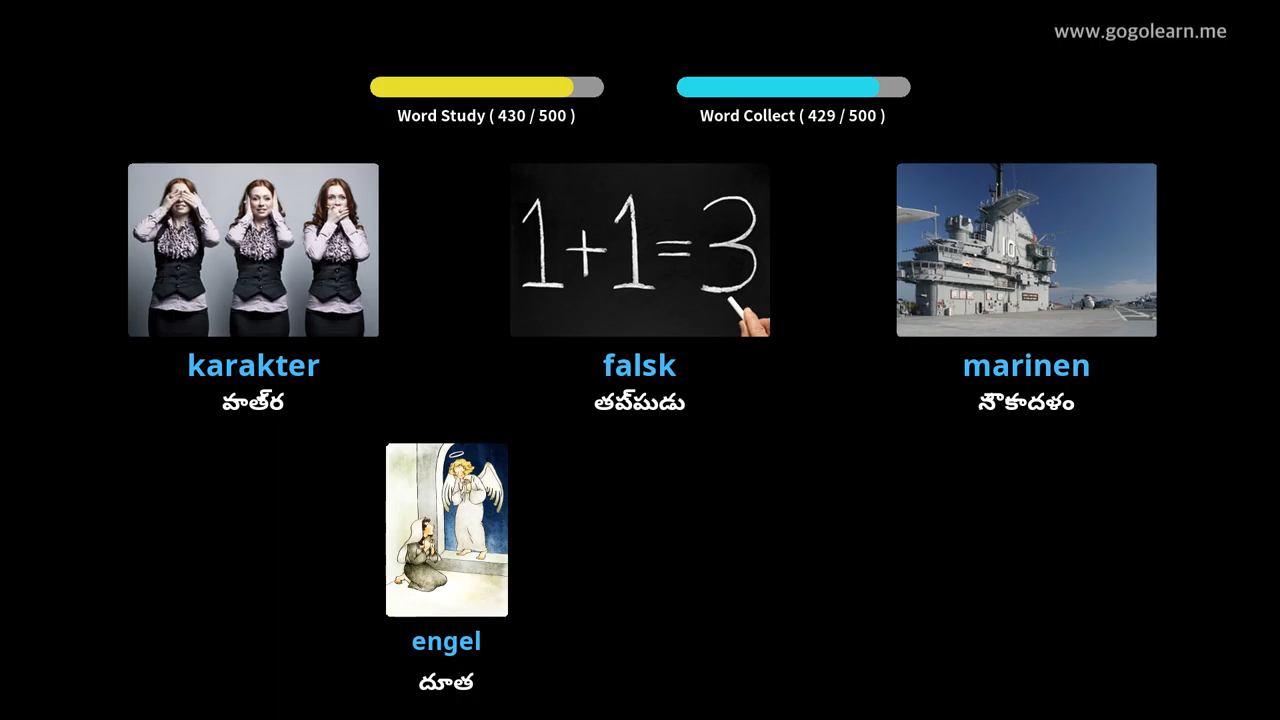 www.gogolearn.me
Word Study ( 430 / 500 )
Word Collect ( 429 / 500 )
1+1=3
10
karakter
falsk
marinen
పాత్ర
తప్పుడు
నౌకాదళం
engel
దూత